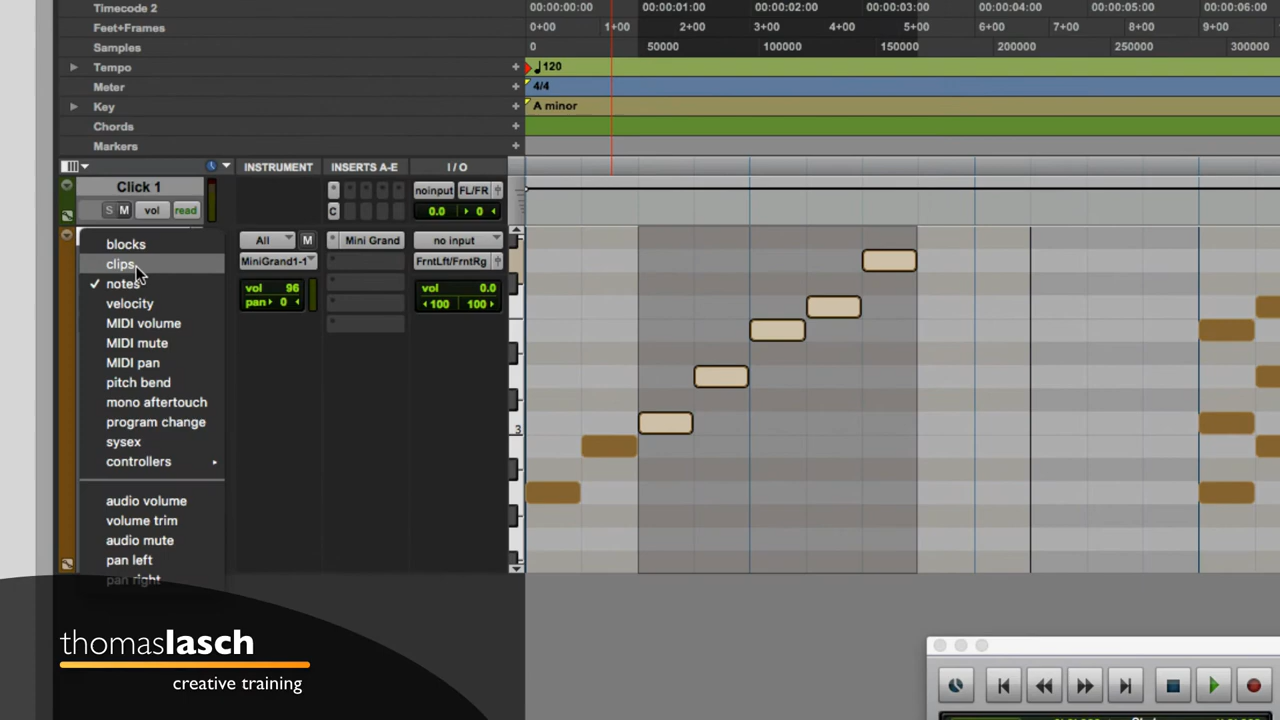 Timecode 2
00:00:00:00 00:00:01:00 00:00:02:00 00:00:03:00 00:00:04:00 00:00:05:00 00:00:06:00
Feet+Frames
0+00 1+00 2+00 3+00 4+00 5+00 6+00 7+00 8+00 9+00
Samples
0 50000 100000 150000 200000 250000 300000
Tempo + 120
Meter + 4/4
Key + A minor
Chords +
Markers +
INSTRUMENT INSERTS A-E I / O
Click 1
noinput FL/FR
S M vol read
C
0.0 0
blocks
clips
notes
velocity
MIDI volume
MIDI mute
MIDI pan
pitch bend
mono aftertouch
program change
sysex
controllers
audio volume
volume trim
audio mute
pan left
pan right
All M Mini Grand no input
MiniGrand1-1 FrntLft/FrntRg
vol 96 vol 0.0
pan 0 100 100
3
thomaslasch
creative training